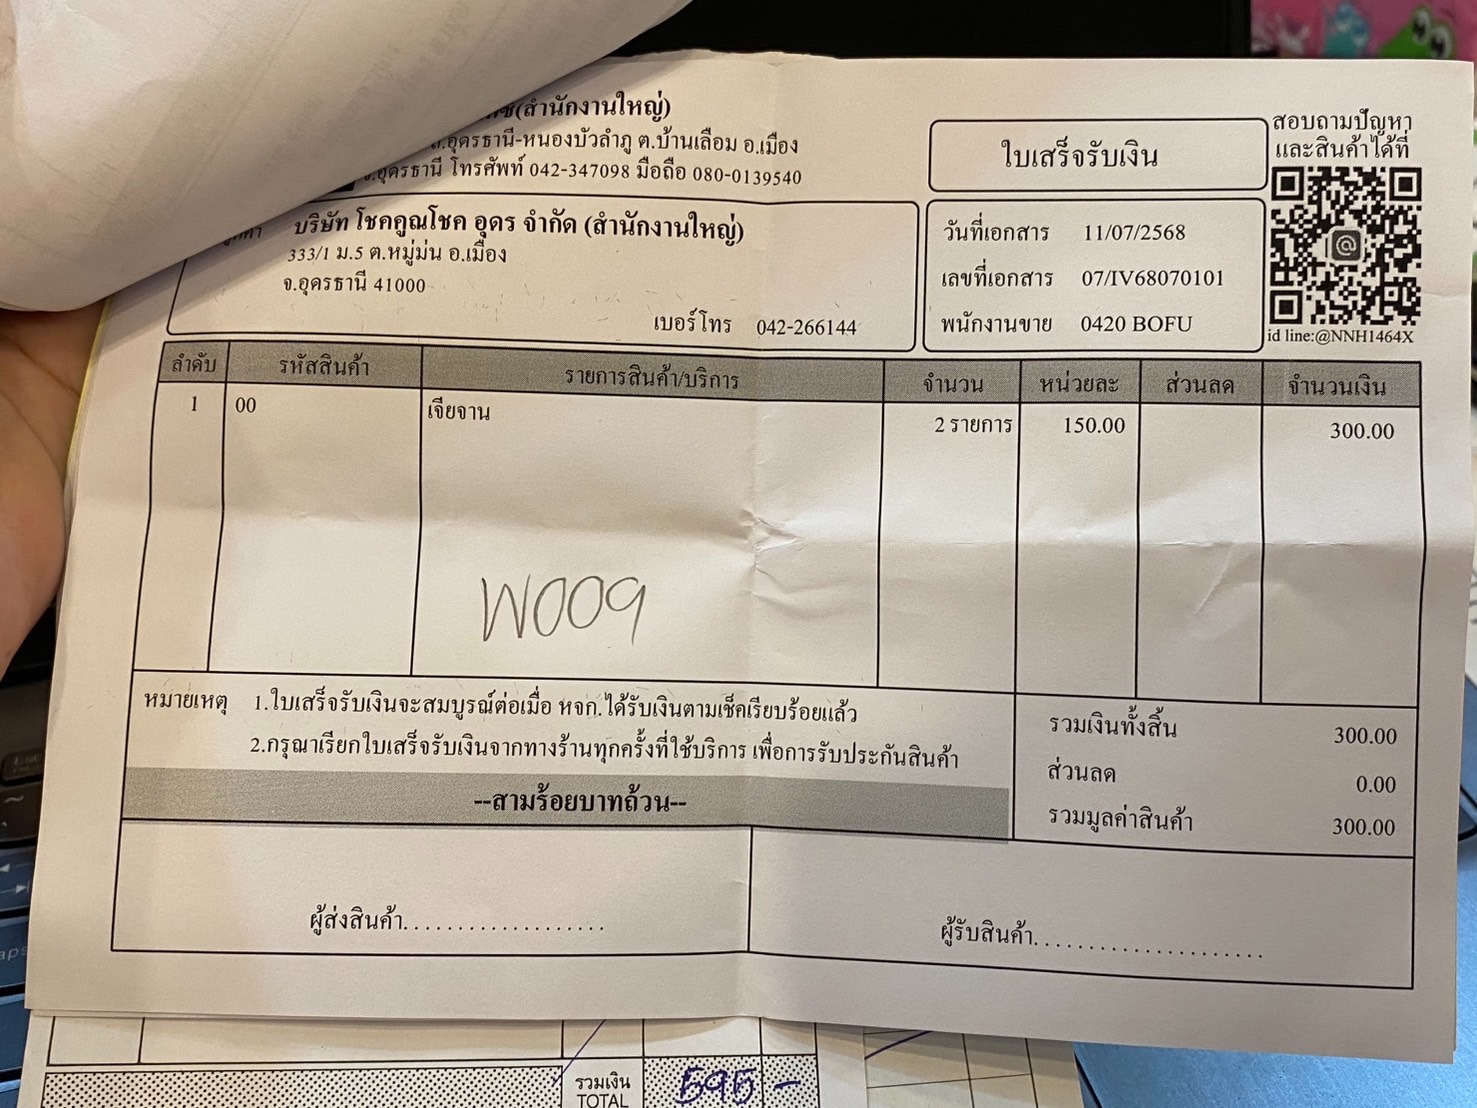 (สำนักงานใหญ่)
ถ.อุดรธานี-หนองบัวลำภู ต.บ้านเลื่อม อ.เมือง
จ.อุดรธานี โทรศัพท์ 042-347098 มือถือ 080-0139540
ใบเสร็จรับเงิน
สอบถามปัญหา
และสินค้าได้ที่
บริษัท โชคคูณโชค อุดร จำกัด (สำนักงานใหญ่)
333/1 ม.5 ต.หมู่ม่น อ.เมือง
จ.อุดรธานี 41000
เบอร์โทร 042-266144
วันที่เอกสาร 11/07/2568
เลขที่เอกสาร 07/IV68070101
พนักงานขาย 0420 BOFU
id line:@NNH1464X
ลำดับ รหัสสินค้า รายการสินค้า/บริการ จำนวน หน่วยละ ส่วนลด จำนวนเงิน
1 00 เจียจาน 2 รายการ 150.00 300.00
W009
หมายเหตุ 1.ใบเสร็จรับเงินจะสมบูรณ์ต่อเมื่อ หจก.ได้รับเงินตามเช็คเรียบร้อยแล้ว
2.กรุณาเรียกใบเสร็จรับเงินจากทางร้านทุกครั้งที่ใช้บริการ เพื่อการรับประกันสินค้า
--สามร้อยบาทถ้วน--
รวมเงินทั้งสิ้น 300.00
ส่วนลด 0.00
รวมมูลค่าสินค้า 300.00
ผู้ส่งสินค้า....................
ผู้รับสินค้า.......................
รวมเงิน
TOTAL
595 -